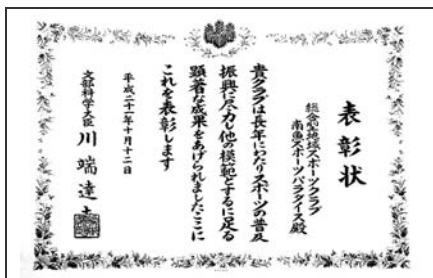 表彰状
総合型地域スポーツクラブ
南魚スポーツパラダイス殿
貴クラブは長年にわたりスポーツの普及
振興に尽力し他の模範とするに足る
顕著な成果をあげられましたここに
これを表彰します
平成二十二年十月十二日
文部科学大臣 川端達夫